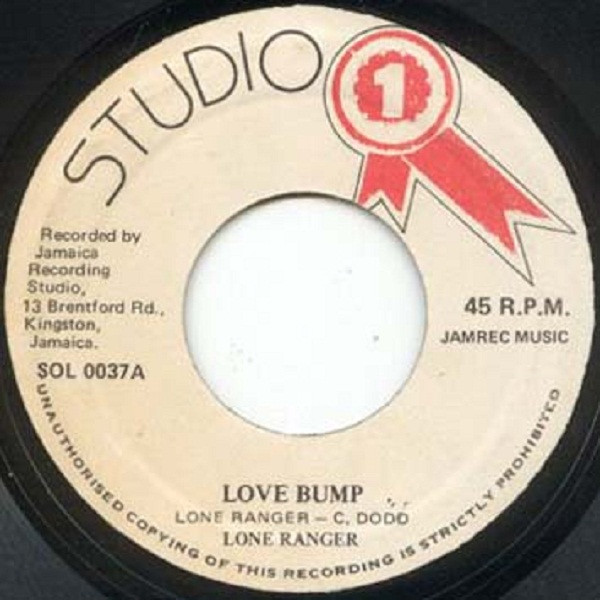 STUDIO
1
Recorded by
Jamaica
Recording
Studio,
13 Brentford Rd.,
Kingston,
Jamaica.
SOL 0037A
45 R.P.M.
JAMREC MUSIC
LOVE BUMP
LONE RANGER – C. DODD
LONE RANGER
UNAUTHORISED COPYING OF THIS RECORDING IS STRICTLY PROHIBITED